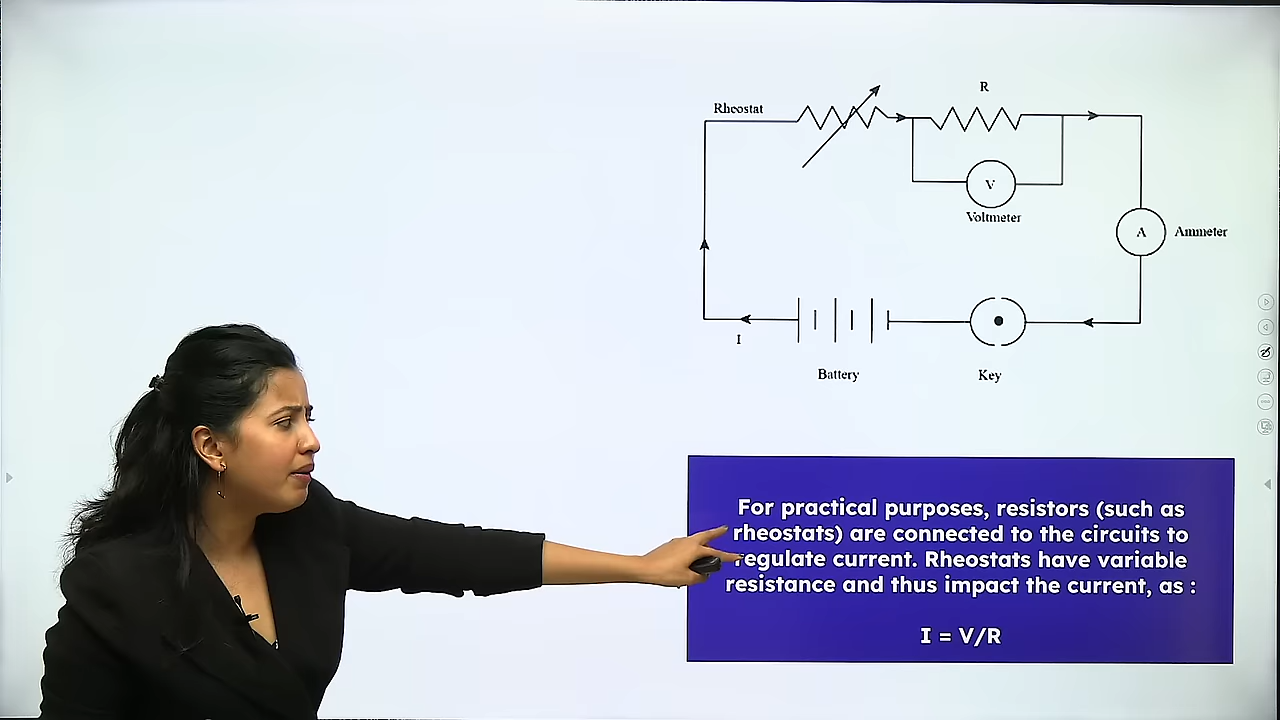 R
Rheostat
V
Voltmeter
A
Ammeter
I
Battery
Key
For practical purposes, resistors (such as
rheostats) are connected to the circuits to
regulate current. Rheostats have variable
resistance and thus impact the current, as :
I = V/R